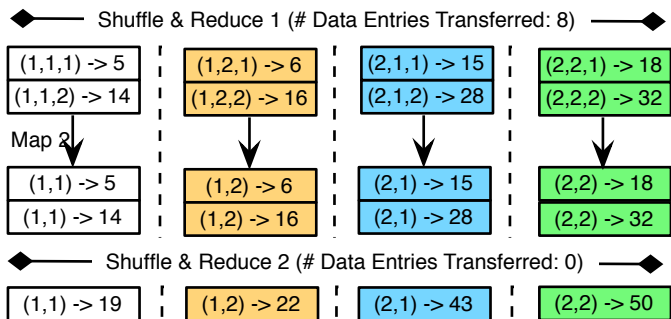 Shuffle & Reduce 1 (# Data Entries Transferred: 8)
(1,1,1) -> 5 (1,2,1) -> 6 (2,1,1) -> 15 (2,2,1) -> 18
(1,1,2) -> 14 (1,2,2) -> 16 (2,1,2) -> 28 (2,2,2) -> 32
Map 2
(1,1) -> 5 (1,2) -> 6 (2,1) -> 15 (2,2) -> 18
(1,1) -> 14 (1,2) -> 16 (2,1) -> 28 (2,2) -> 32
Shuffle & Reduce 2 (# Data Entries Transferred: 0)
(1,1) -> 19 (1,2) -> 22 (2,1) -> 43 (2,2) -> 50